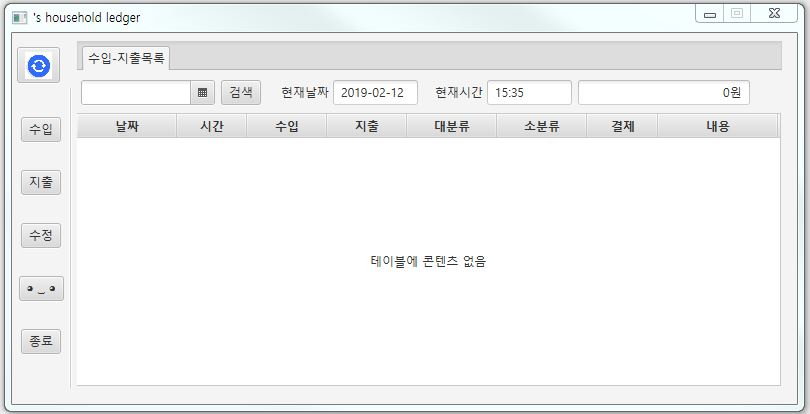 's household ledger
수입-지출목록
검색 현재날짜 2019-02-12 현재시간 15:35 0원
날짜 시간 수입 지출 대분류 소분류 결제 내용
수입
지출
수정
◕ ‿ ◕
종료
테이블에 콘텐츠 없음